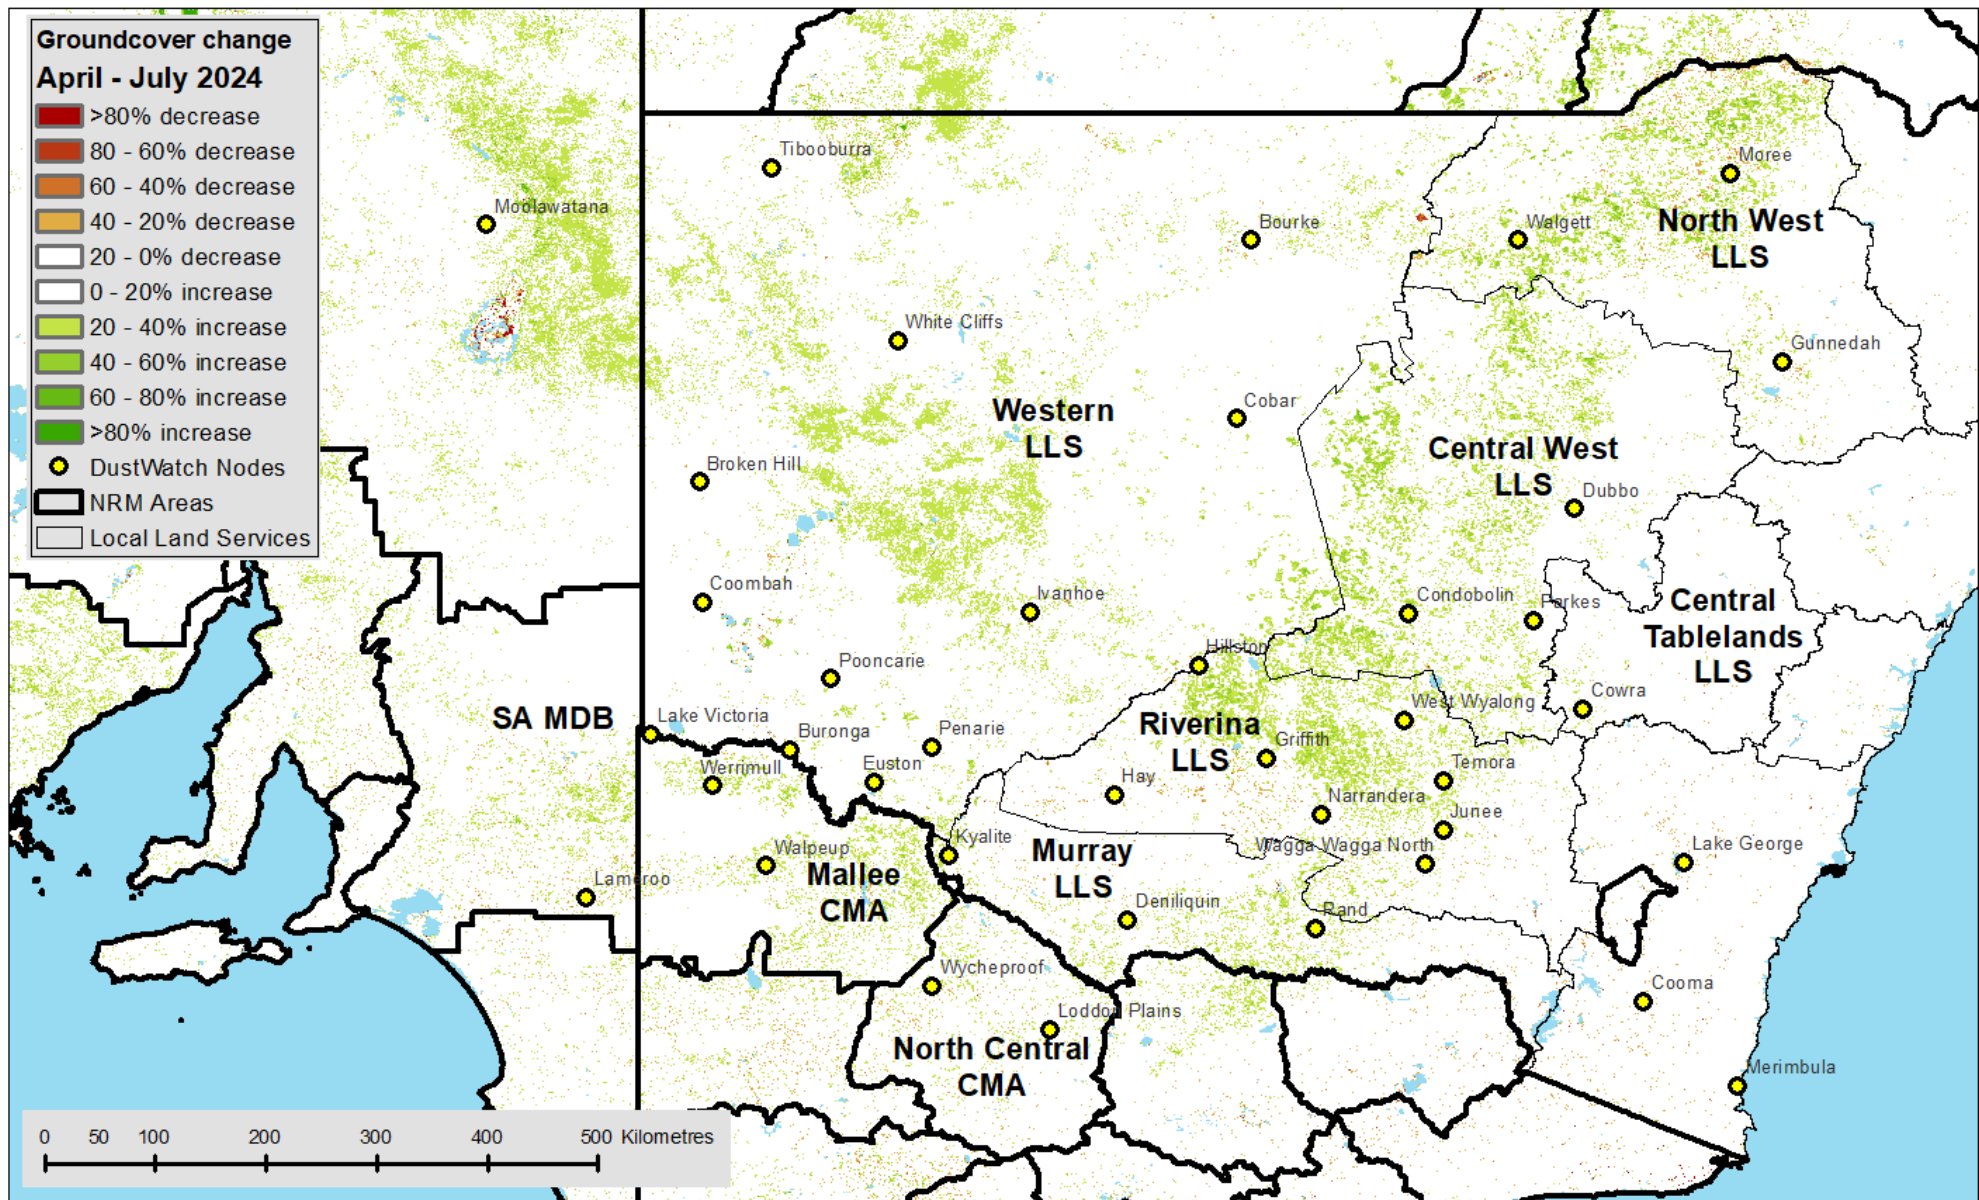 Groundcover change
April - July 2024
>80% decrease
80 - 60% decrease
60 - 40% decrease
40 - 20% decrease
20 - 0% decrease
0 - 20% increase
20 - 40% increase
40 - 60% increase
60 - 80% increase
>80% increase
DustWatch Nodes
NRM Areas
Local Land Services
Tibooburra
Moree
Moolawatana
Bourke
Walgett
North West
LLS
White Cliffs
Gunnedah
Cobar
Western
LLS
Central West
LLS
Broken Hill
Dubbo
Coombah
Ivanhoe
Condobolin
Parkes
Central
Tablelands
LLS
Hillston
Pooncarie
Cowra
West Wyalong
SA MDB
Lake Victoria
Buronga
Penarie
Riverina
LLS
Griffith
Werrimull
Euston
Hay
Temora
Narrandera
Junee
Kyalite
Wagga Wagga North
Lake George
Walpeup
Murray
LLS
Mallee
CMA
Lameroo
Deniliquin
Rand
Wycheproof
Cooma
Loddon Plains
North Central
CMA
Merimbula
0 50 100 200 300 400 500 Kilometres